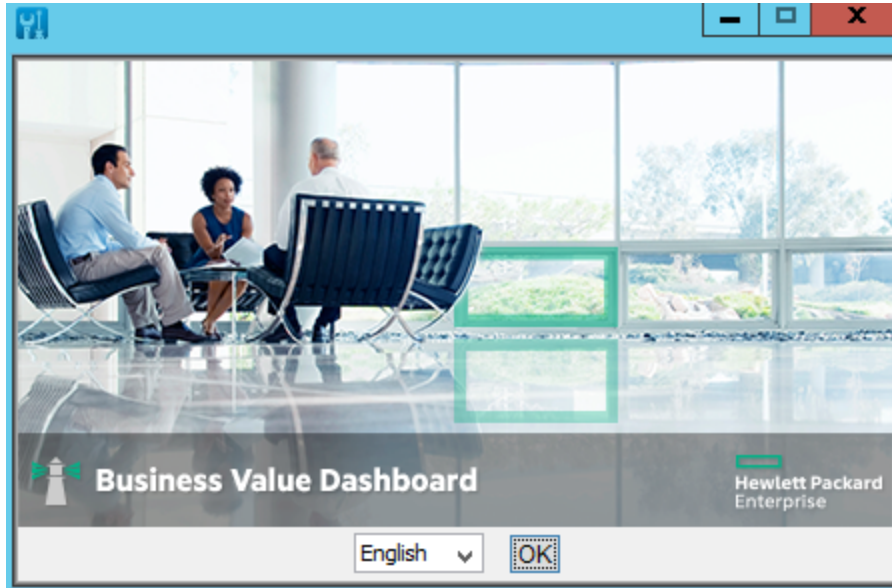 Business Value Dashboard
Hewlett Packard
Enterprise
English
OK